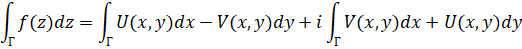 ∫_Γ f(z)dz = ∫_Γ U(x, y)dx − V(x, y)dy + i ∫_Γ V(x, y)dx + U(x, y)dy